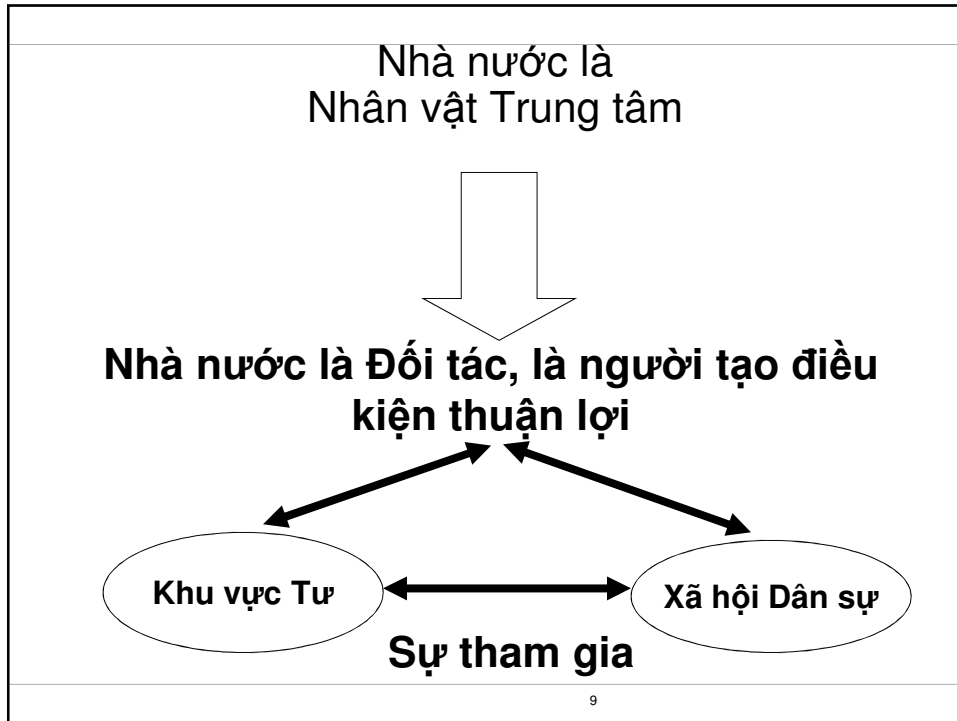 Nhà nước là
Nhân vật Trung tâm
Nhà nước là Đối tác, là người tạo điều
kiện thuận lợi
Khu vực Tư
Xã hội Dân sự
Sự tham gia
9